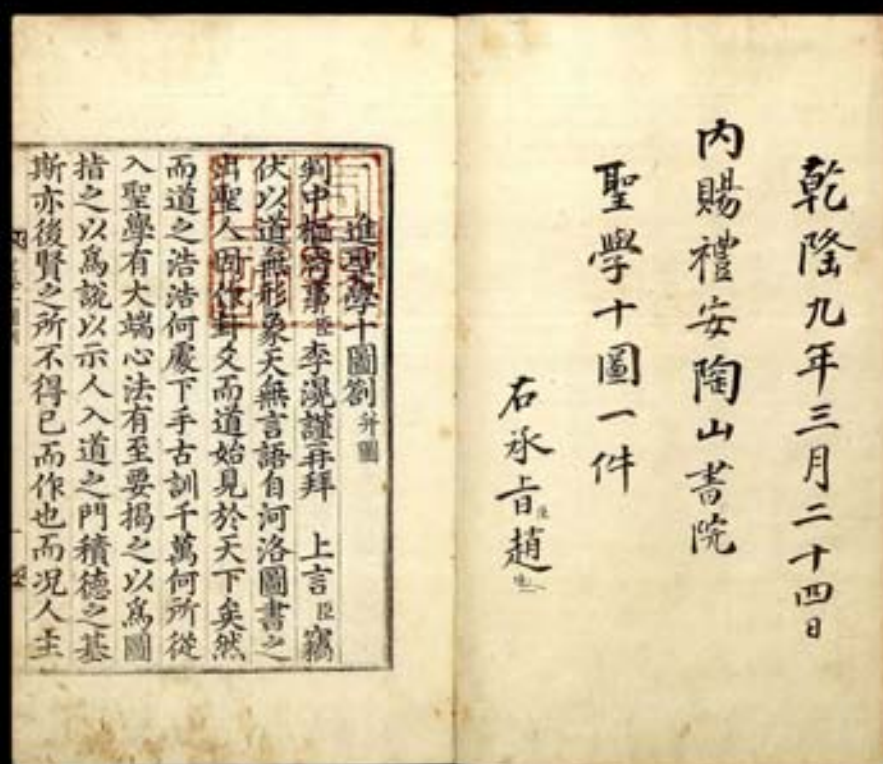 乾隆九年三月二十四日
內賜禮安陶山書院
聖學十圖一件
右承旨臣趙
進聖學十圖劄 并圖
判中樞府事臣李滉謹再拜 上言臣竊
伏以道無形象天無言語自河洛圖書之
出聖人因作卦爻而道始見於天下矣然
而道之浩浩何處下手古訓千萬何所從
入聖學有大端心法有至要揭之以爲圖
指之以爲說以示人入道之門積德之基
斯亦後賢之所不得已而作也而况人主